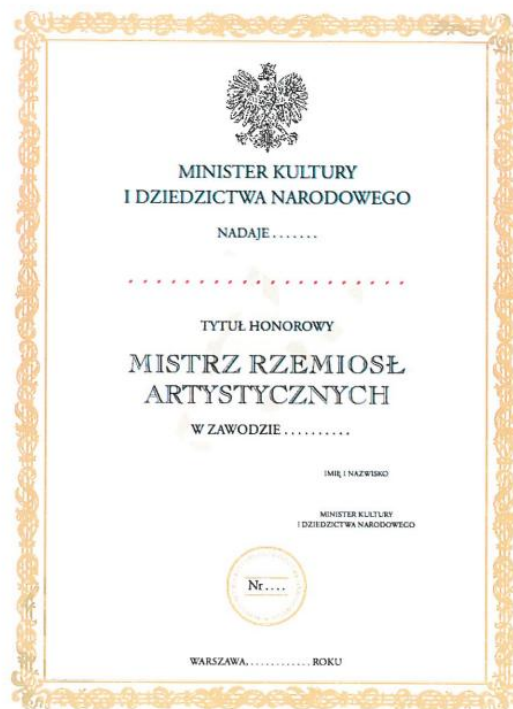 MINISTER KULTURY
I DZIEDZICTWA NARODOWEGO
NADAJE.......
.....................
TYTUŁ HONOROWY
MISTRZ RZEMIOSŁ
ARTYSTYCZNYCH
W ZAWODZIE..........
IMIĘ I NAZWISKO
MINISTER KULTURY
I DZIEDZICTWA NARODOWEGO
Nr....
WARSZAWA,............ROKU